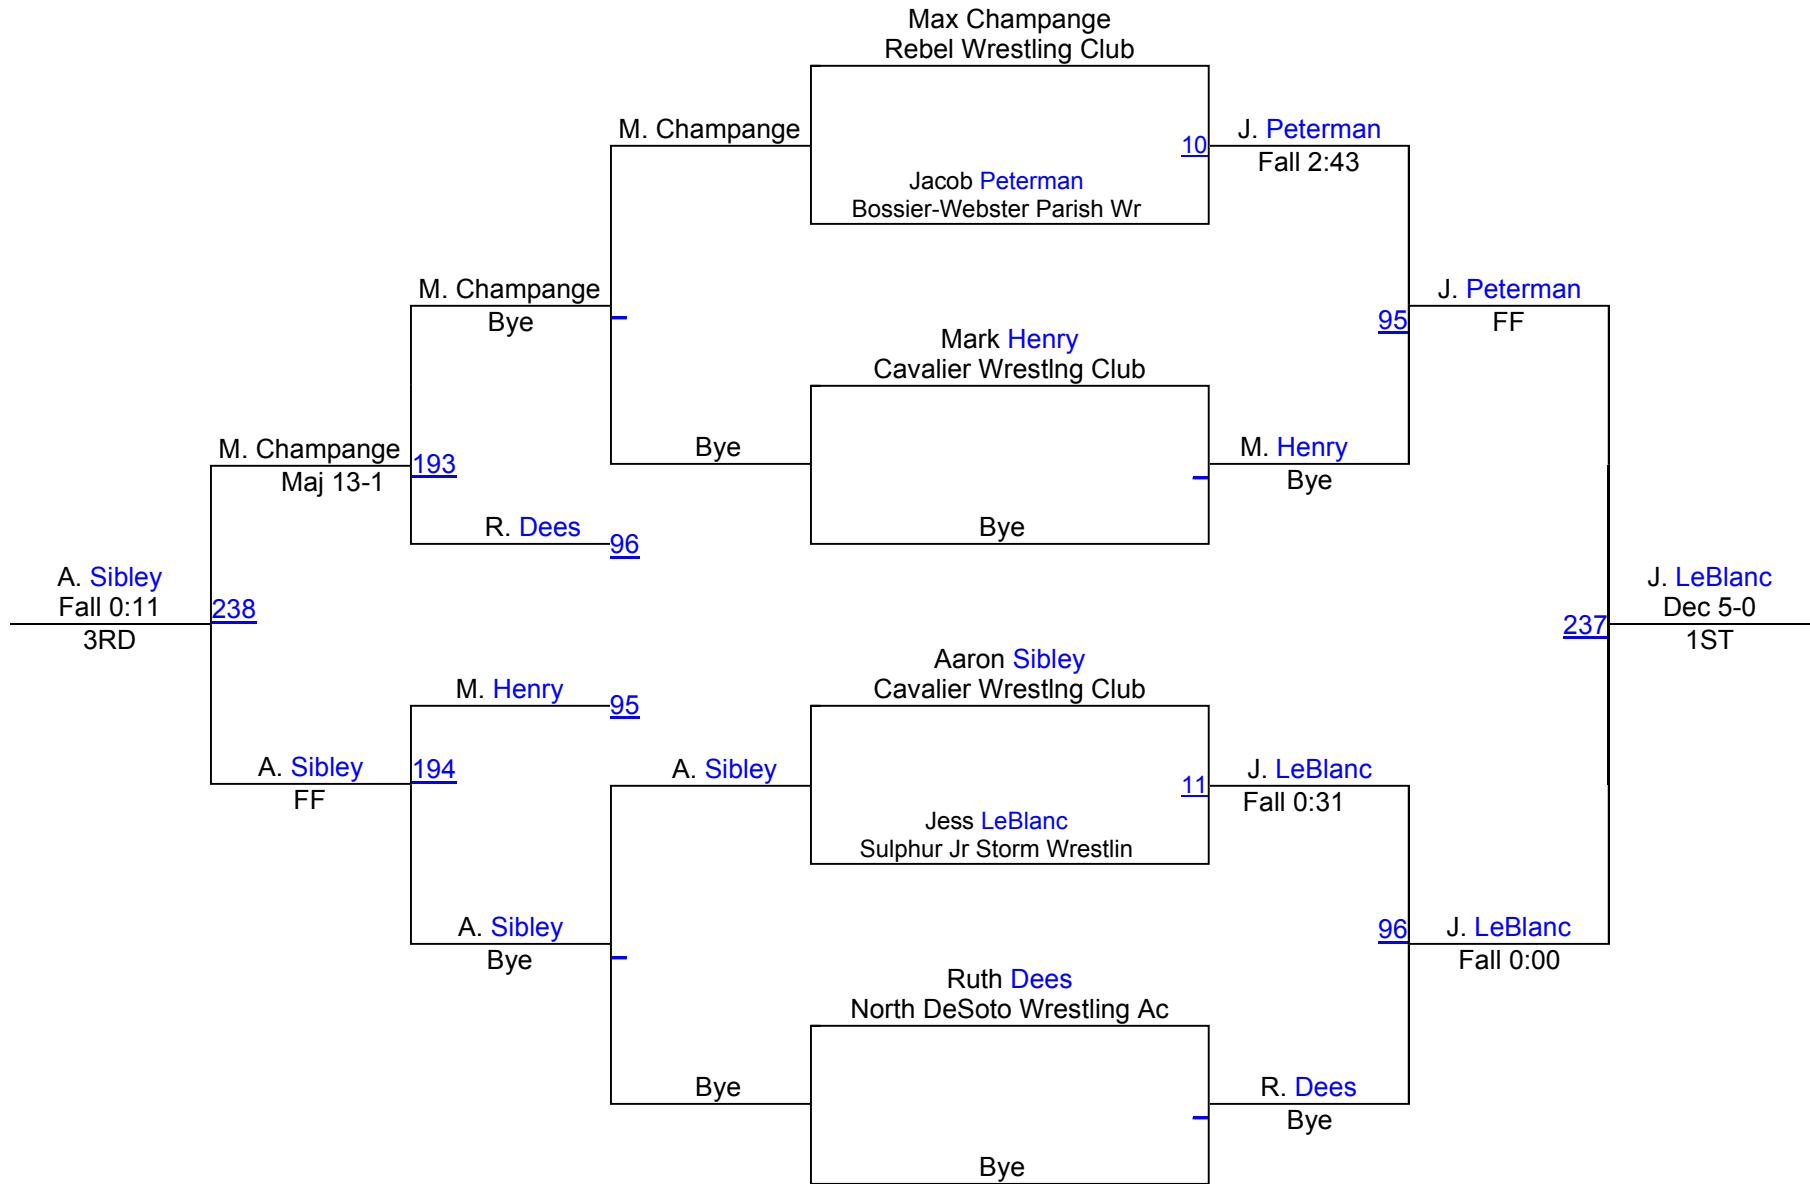 Max Champange
Rebel Wrestling Club
M. Champange
10
J. Peterman
Fall 2:43
Jacob Peterman
Bossier-Webster Parish Wr
M. Champange
Bye
J. Peterman
95
FF
Mark Henry
Cavalier Wrestlng Club
M. Champange
193
Maj 13-1
Bye
M. Henry
Bye
R. Dees
96
Bye
A. Sibley
Fall 0:11
238
3RD
J. LeBlanc
Dec 5-0
237
1ST
M. Henry
95
Aaron Sibley
Cavalier Wrestlng Club
A. Sibley
194
FF
A. Sibley
11
J. LeBlanc
Fall 0:31
Jess LeBlanc
Sulphur Jr Storm Wrestlin
A. Sibley
Bye
96
J. LeBlanc
Fall 0:00
Ruth Dees
North DeSoto Wrestling Ac
Bye
R. Dees
Bye
Bye